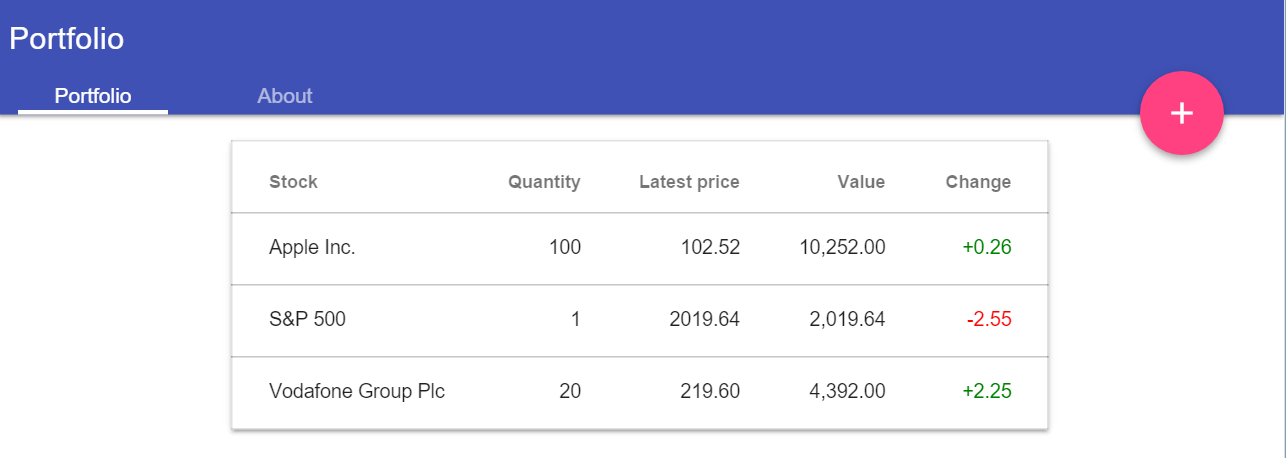 Portfolio
Portfolio About
+
Stock Quantity Latest price Value Change
Apple Inc. 100 102.52 10,252.00 +0.26
S&P 500 1 2019.64 2,019.64 -2.55
Vodafone Group Plc 20 219.60 4,392.00 +2.25